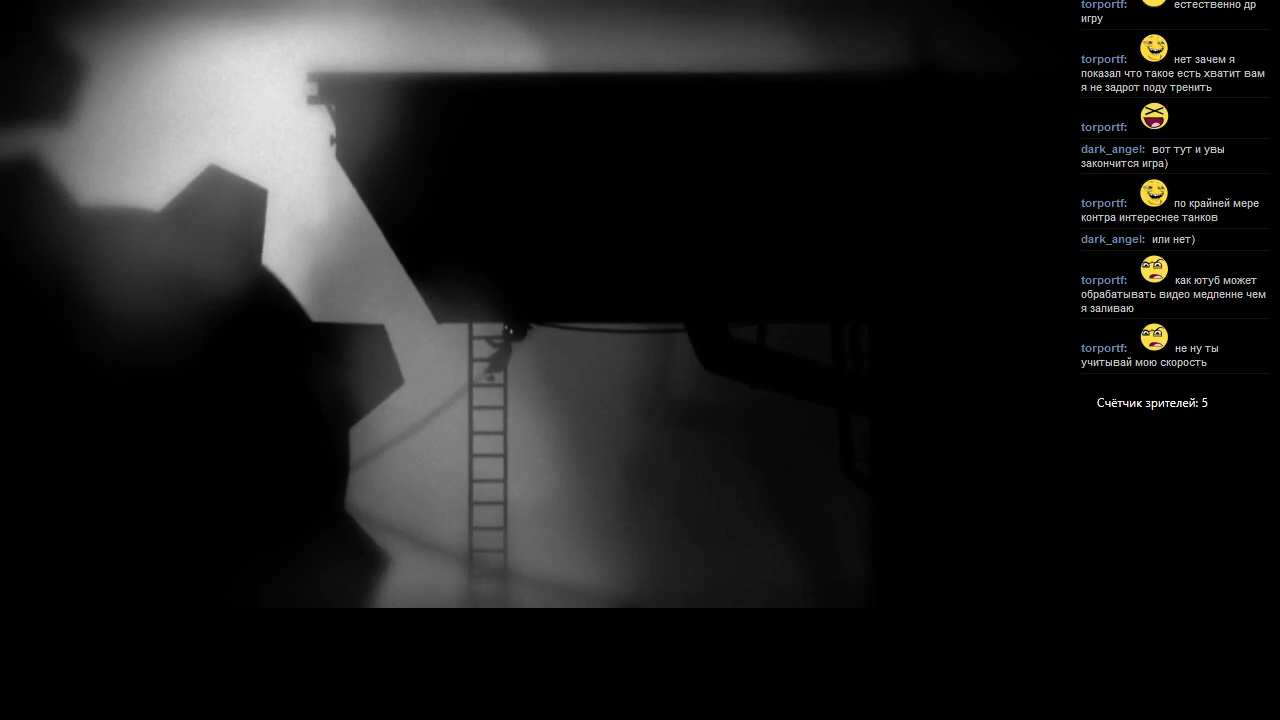 torportf: естественно др
игру
torportf: нет зачем я
показал что такое есть хватит вам
я не задрот поду тренить
torportf:
dark_angel: вот тут и увы
закончится игра)
torportf: по крайней мере
контра интереснее танков
dark_angel: или нет)
torportf: как ютуб может
обрабатывать видео медленне чем
я заливаю
torportf: не ну ты
учитывай мою скорость
Счётчик зрителей: 5